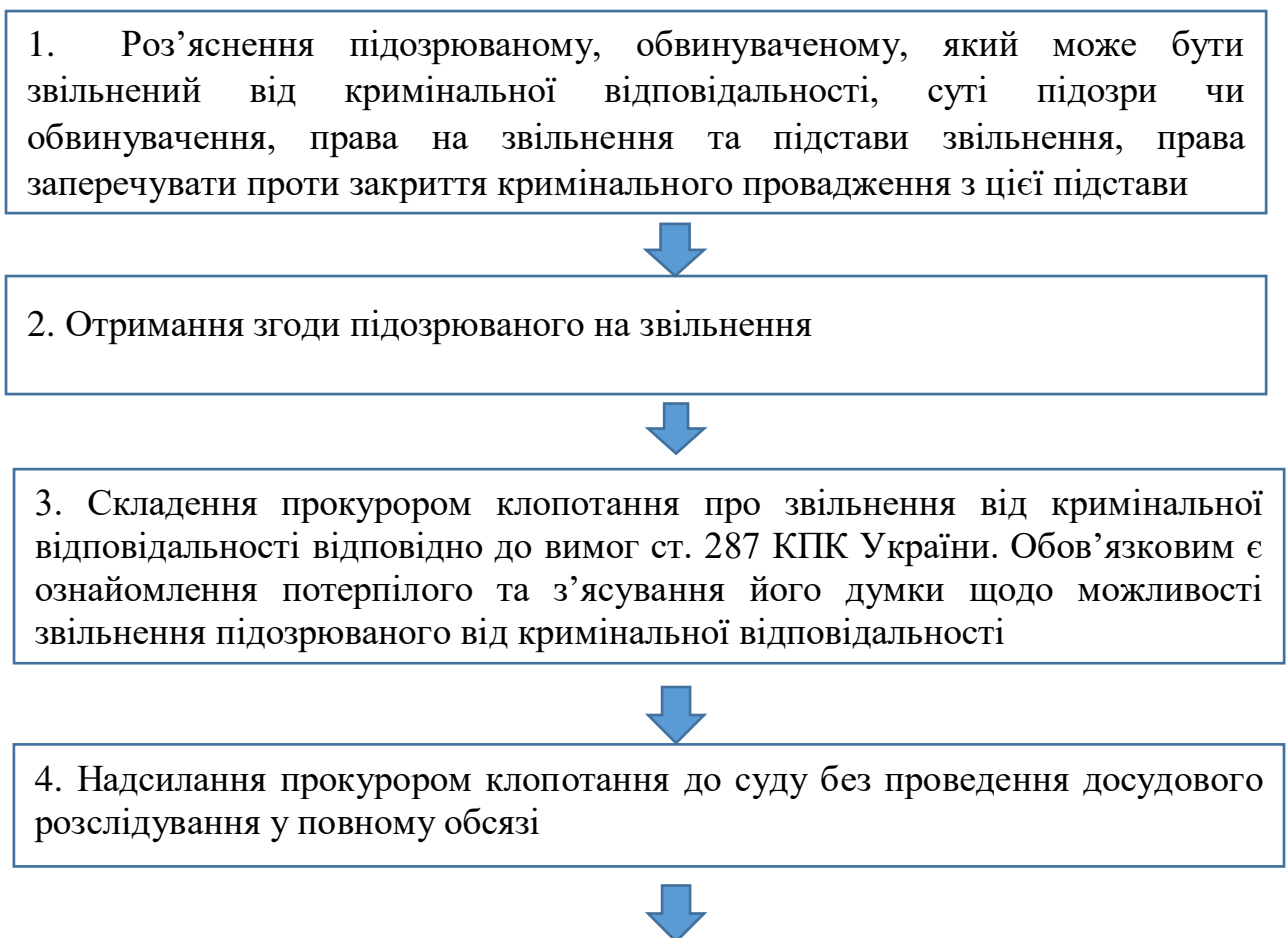 1. Роз’яснення підозрюваному, обвинуваченому, який може бути
звільнений від кримінальної відповідальності, суті підозри чи
обвинувачення, права на звільнення та підстави звільнення, права
заперечувати проти закриття кримінального провадження з цієї підстави
2. Отримання згоди підозрюваного на звільнення
3. Складення прокурором клопотання про звільнення від кримінальної
відповідальності відповідно до вимог ст. 287 КПК України. Обов’язковим є
ознайомлення потерпілого та з’ясування його думки щодо можливості
звільнення підозрюваного від кримінальної відповідальності
4. Надсилання прокурором клопотання до суду без проведення досудового
розслідування у повному обсязі